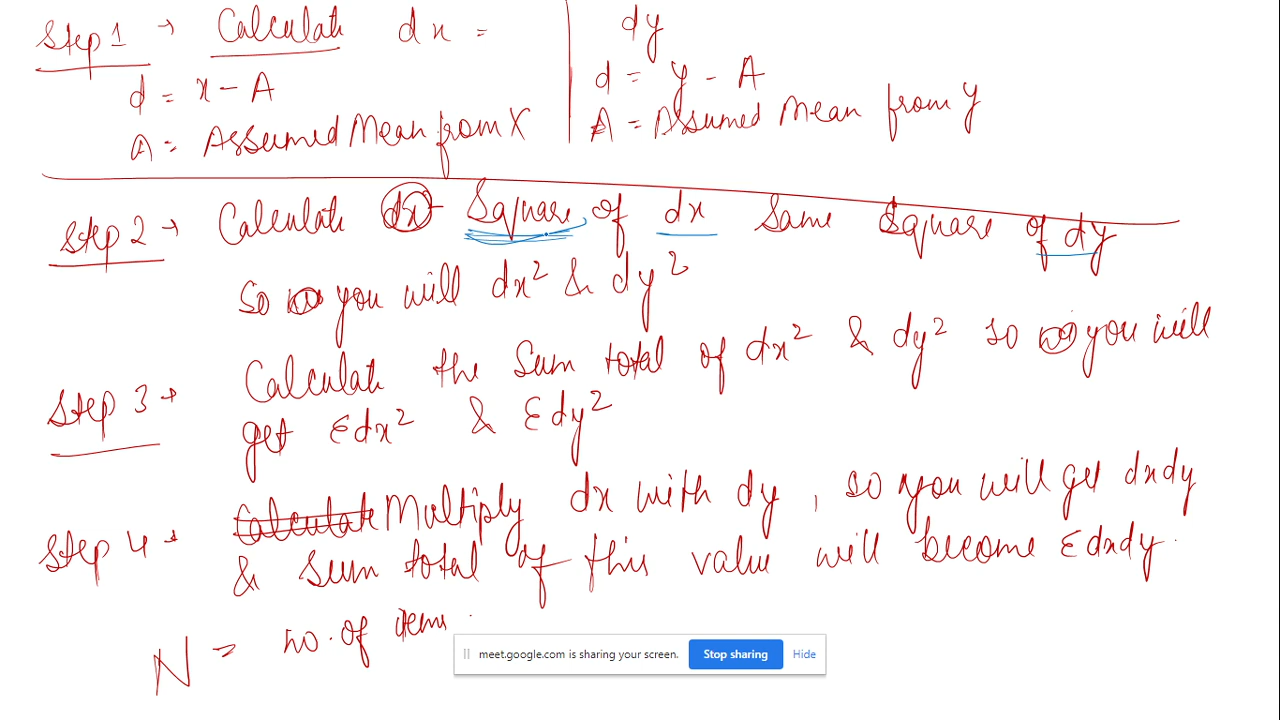 Step 1 → Calculate dx = dy
d = x - A d = y - A
A = Assumed Mean from X A = Assumed Mean from y
Step 2 → Calculate dx² Square of dx Same Square of dy
So you will dx² & dy²
Step 3 → Calculate the Sum total of dx² & dy² so you will
get Σdx² & Σdy²
Step 4 → Calculate Multiply dx with dy, so you will get dxdy
& Sum total of this value will become Σdxdy.
N = no. of items.
meet.google.com is sharing your screen. Stop sharing Hide